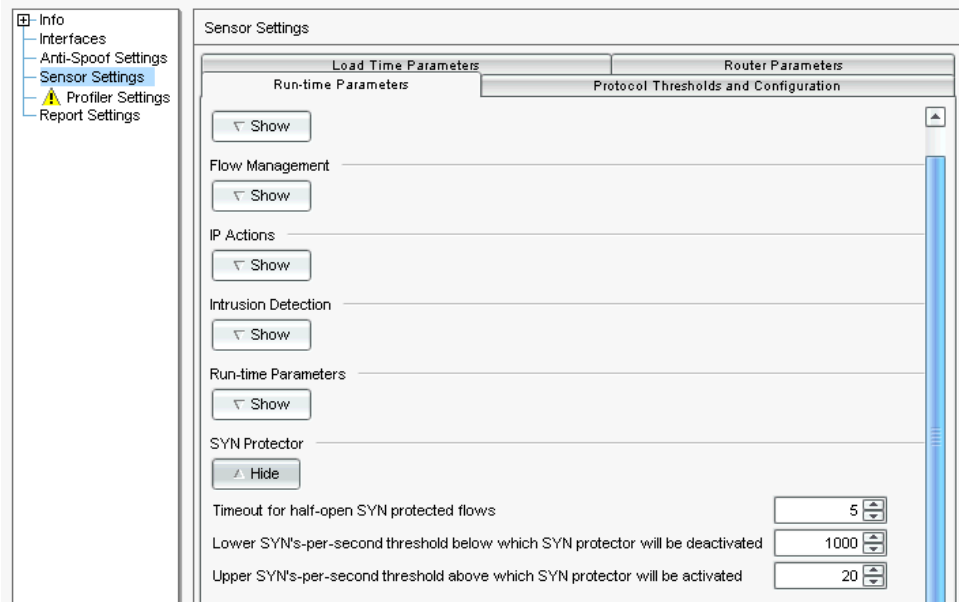 Info
Interfaces
Anti-Spoof Settings
Sensor Settings
Profiler Settings
Report Settings
Sensor Settings
Load Time Parameters
Router Parameters
Run-time Parameters
Protocol Thresholds and Configuration
Show
Flow Management
Show
IP Actions
Show
Intrusion Detection
Show
Run-time Parameters
Show
SYN Protector
Hide
Timeout for half-open SYN protected flows 5
Lower SYN's-per-second threshold below which SYN protector will be deactivated 1000
Upper SYN's-per-second threshold above which SYN protector will be activated 20